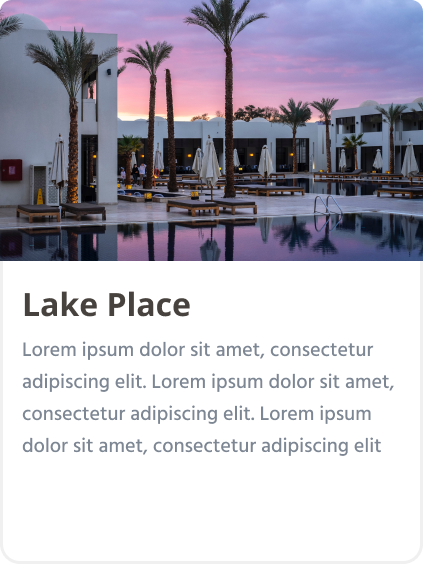 Lake Place
Lorem ipsum dolor sit amet, consectetur
adipiscing elit. Lorem ipsum dolor sit amet,
consectetur adipiscing elit. Lorem ipsum
dolor sit amet, consectetur adipiscing elit